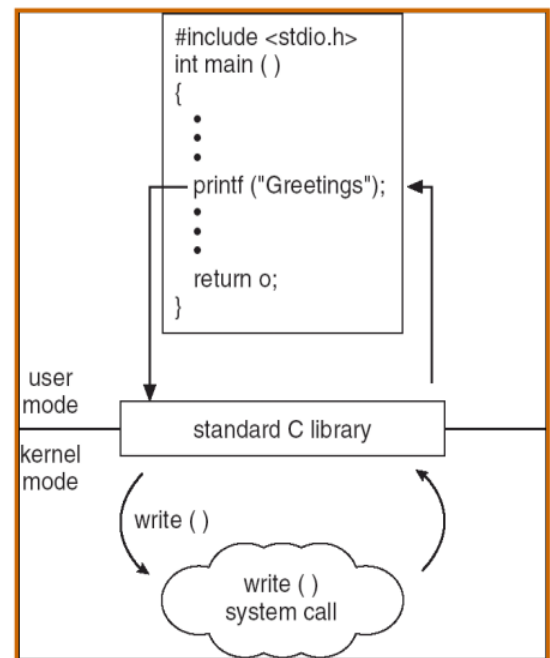 #include <stdio.h>
int main ( )
{
•
•
•
printf ("Greetings");
•
•
•
return o;
}
user
mode
standard C library
kernel
mode
write ( )
write ( )
system call